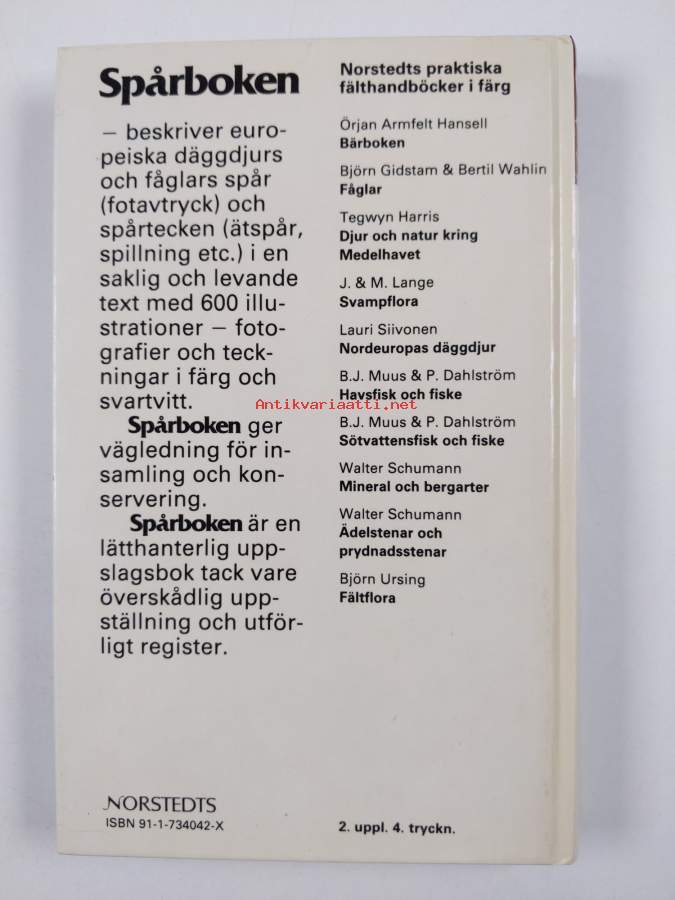 Spårboken
– beskriver euro-
peiska däggdjurs
och fåglars spår
(fotavtryck) och
spårtecken (ätspår,
spillning etc.) i en
saklig och levande
text med 600 illu-
strationer – foto-
grafier och teck-
ningar i färg och
svartvitt.
Spårboken ger
vägledning för in-
samling och kon-
servering.
Spårboken är en
lätthanterlig upp-
slagsbok tack vare
överskådlig upp-
ställning och utför-
ligt register.
Norstedts praktiska
fälthandböcker i färg
Örjan Armfelt Hansell
Bärboken
Björn Gidstam & Bertil Wahlin
Fåglar
Tegwyn Harris
Djur och natur kring
Medelhavet
J. & M. Lange
Svampflora
Lauri Siivonen
Nordeuropas däggdjur
B.J. Muus & P. Dahlström
Havsfisk och fiske
B.J. Muus & P. Dahlström
Sötvattensfisk och fiske
Walter Schumann
Mineral och bergarter
Walter Schumann
Ädelstenar och
prydnadsstenar
Björn Ursing
Fältflora
Antikvariaatti.net
NORSTEDTS
ISBN 91-1-734042-X
2. uppl. 4. tryckn.